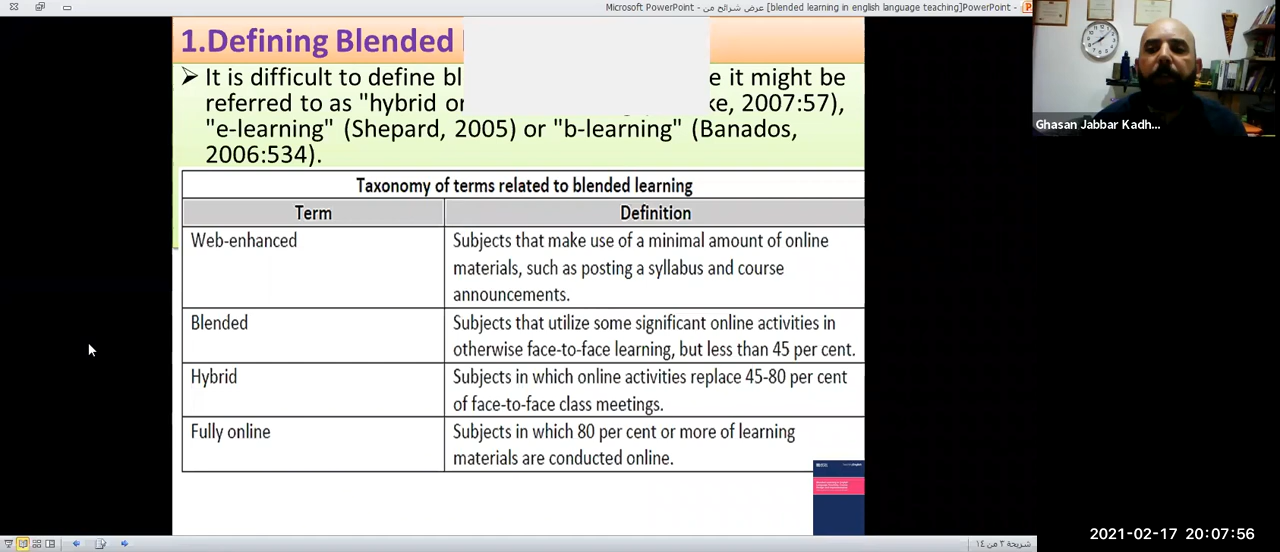 Microsoft PowerPoint - [blended learning in english language teaching]PowerPoint - عرض شرائح من
1.Defining Blended
➤ It is difficult to define bl e it might be
referred to as "hybrid or ke, 2007:57),
"e-learning" (Shepard, 2005) or "b-learning" (Banados,
2006:534).
Taxonomy of terms related to blended learning
Term Definition
Web-enhanced Subjects that make use of a minimal amount of online
materials, such as posting a syllabus and course
announcements.
Blended Subjects that utilize some significant online activities in
otherwise face-to-face learning, but less than 45 per cent.
Hybrid Subjects in which online activities replace 45-80 per cent
of face-to-face class meetings.
Fully online Subjects in which 80 per cent or more of learning
materials are conducted online.
Ghasan Jabbar Kadh...
2021-02-17 20:07:56
شريحة ٣ من ١٤